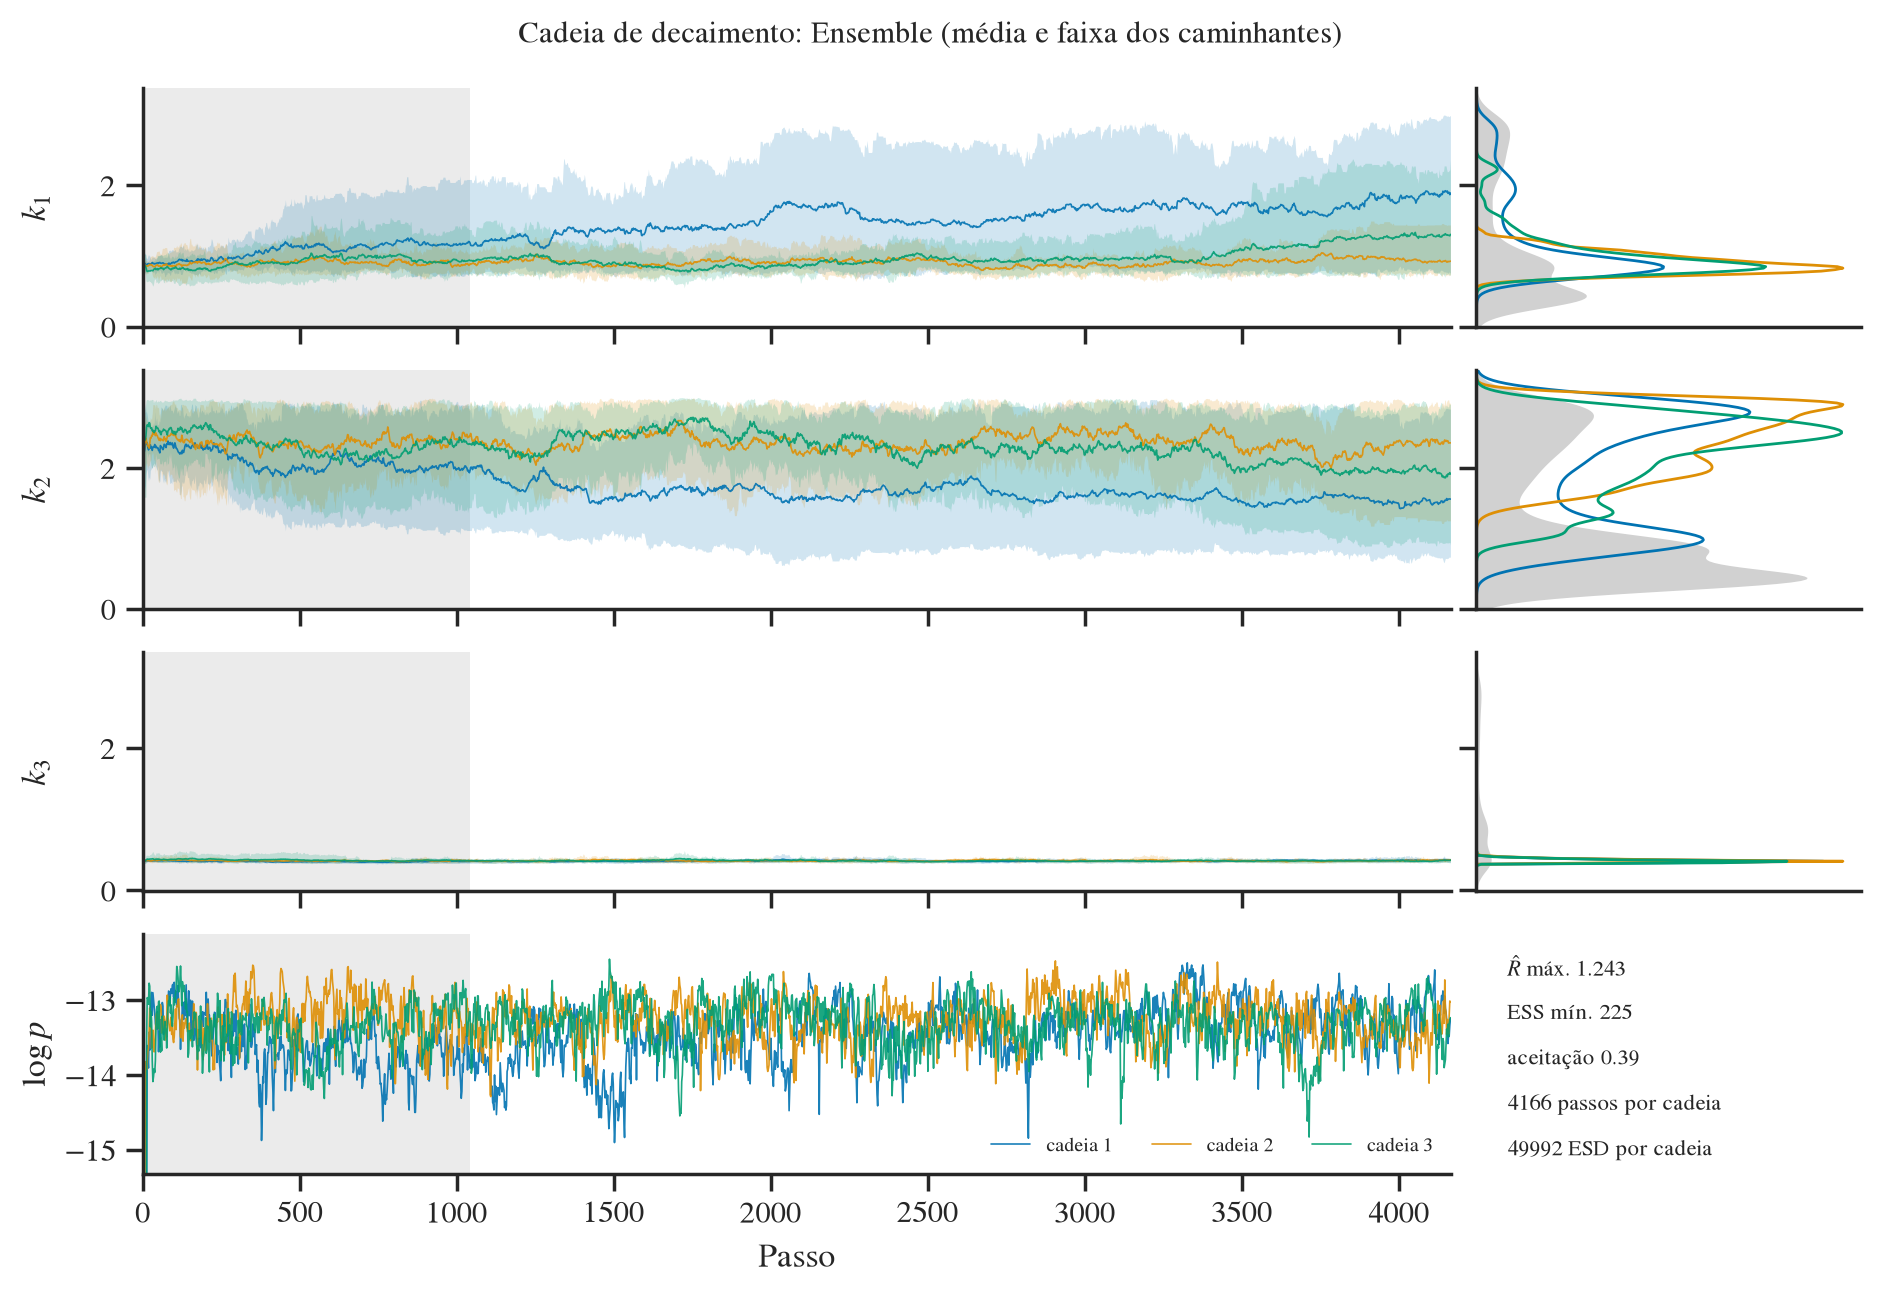 Cadeia de decaimento: Ensemble (média e faixa dos caminhantes)
k1
2
0
k2
2
0
k3
2
0
log p
−13
−14
−15
cadeia 1 cadeia 2 cadeia 3
R̂ máx. 1.243
ESS mín. 225
aceitação 0.39
4166 passos por cadeia
49992 ESD por cadeia
0 500 1000 1500 2000 2500 3000 3500 4000
Passo